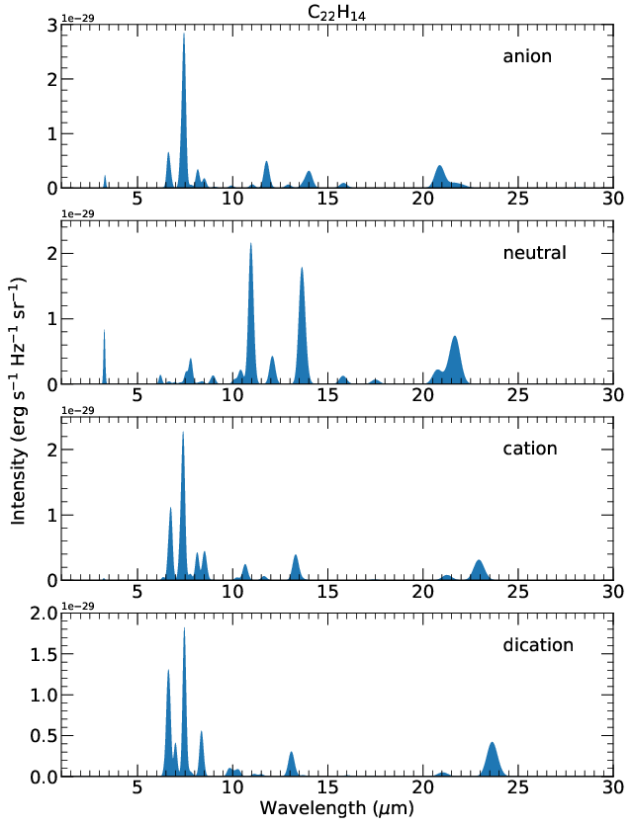 C₂₂H₁₄
1e−29
3
2
1
0
anion
5 10 15 20 25 30
1e−29
2
1
0
neutral
5 10 15 20 25 30
1e−29
2
1
0
cation
5 10 15 20 25 30
1e−29
2.0
1.5
1.0
0.5
0.0
dication
5 10 15 20 25 30
Wavelength (μm)
Intensity (erg s⁻¹ Hz⁻¹ sr⁻¹)